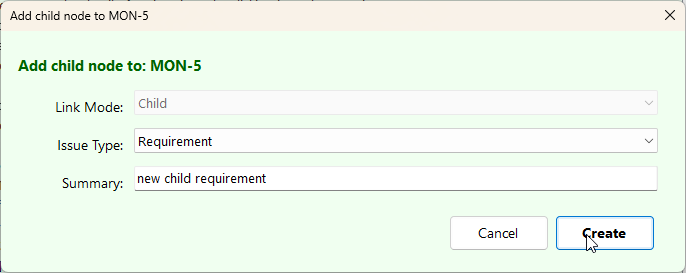 Add child node to MON-5
Add child node to: MON-5
Link Mode: Child
Issue Type: Requirement
Summary: new child requirement
Cancel Create